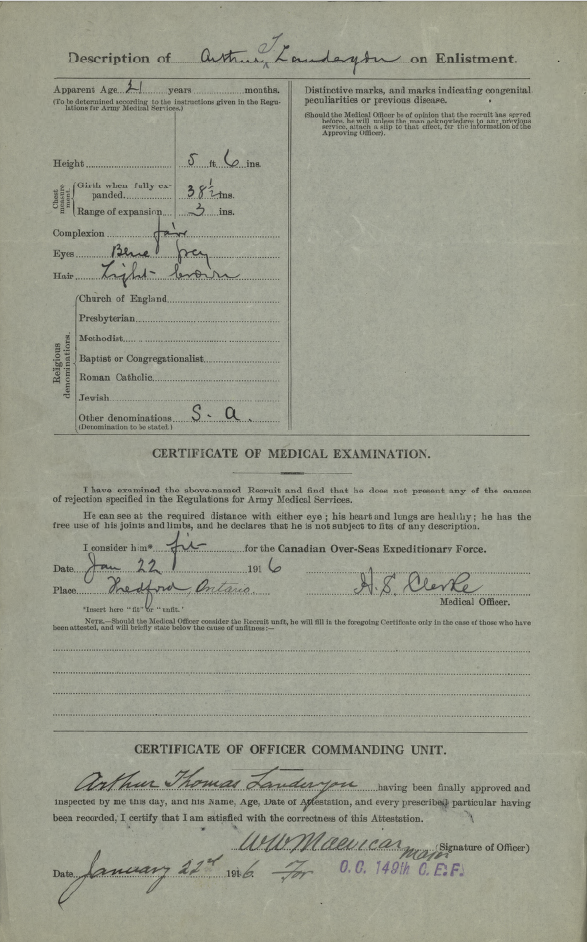 Description of Arthur T. Landeryon on Enlistment.
Apparent Age 21 years months.
(To be determined according to the instructions given in the Regulations for Army Medical Services.)
Height 5 ft. 6 ins.
Chest measurement
Girth when fully expanded. 38 1/2 ins.
Range of expansion 3 ins.
Complexion fair
Eyes Blue grey
Hair Light brown
Religious denominations.
Church of England
Presbyterian
Methodist
Baptist or Congregationalist
Roman Catholic
Jewish
Other denominations S. A.
(Denomination to be stated.)
Distinctive marks, and marks indicating congenital
peculiarities or previous disease.
(Should the Medical Officer be of opinion that the recruit has served
before, he will, unless the man acknowledges to any previous
service, attach a slip to that effect, for the information of the
Approving Officer).
CERTIFICATE OF MEDICAL EXAMINATION.
I have examined the above-named Recruit and find that he does not present any of the causes
of rejection specified in the Regulations for Army Medical Services.
He can see at the required distance with either eye ; his heart and lungs are healthy ; he has the
free use of his joints and limbs, and he declares that he is not subject to fits of any description.
I consider him* fit for the Canadian Over-Seas Expeditionary Force.
Date Jan 22 1916
Place Thedford, Ontario. H. S. Clerke
Medical Officer.
*Insert here "fit" or "unfit."
NOTE.—Should the Medical Officer consider the Recruit unfit, he will fill in the foregoing Certificate only in the case of those who have
been attested, and will briefly state below the cause of unfitness:—
CERTIFICATE OF OFFICER COMMANDING UNIT.
Arthur Thomas Landeryon having been finally approved and
inspected by me this day, and his Name, Age, Date of Attestation, and every prescribed particular having
been recorded, I certify that I am satisfied with the correctness of this Attestation.
W W Macvicar Major (Signature of Officer)
Date January 22nd 1916. For O.C. 149th C.E.F.